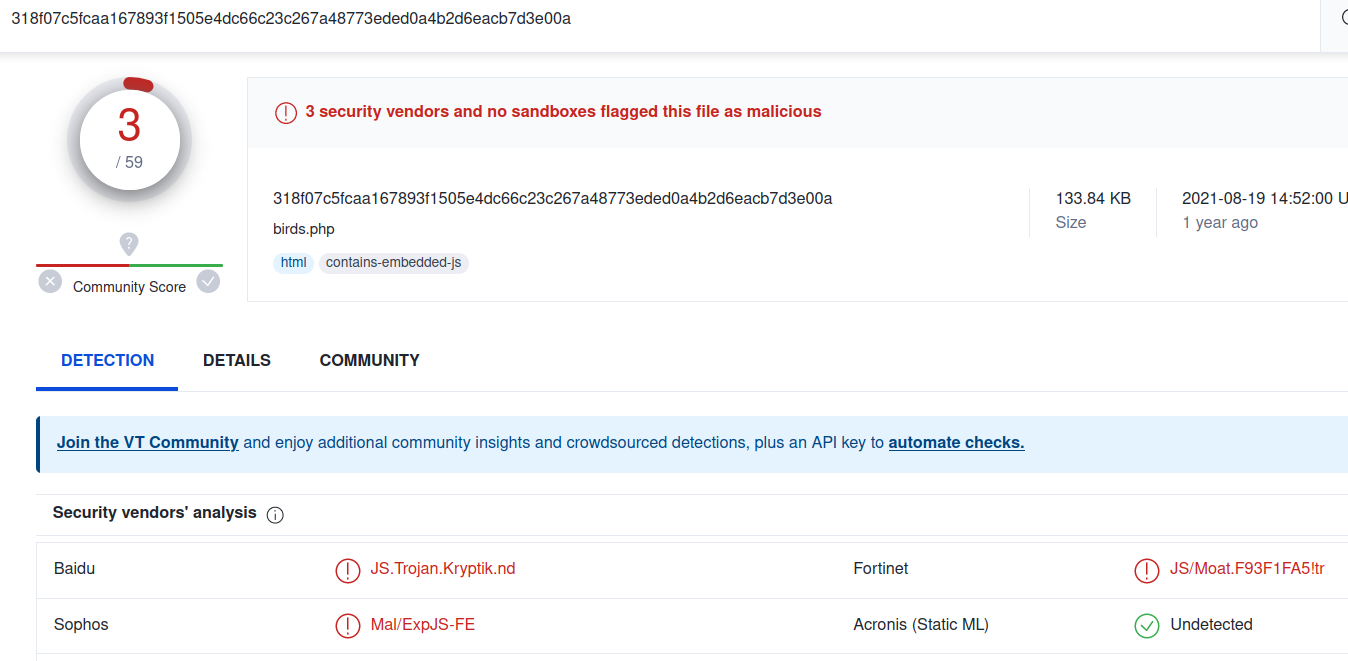 318f07c5fcaa167893f1505e4dc66c23c267a48773eded0a4b2d6eacb7d3e00a
3
/ 59
? 
Community Score
3 security vendors and no sandboxes flagged this file as malicious
318f07c5fcaa167893f1505e4dc66c23c267a48773eded0a4b2d6eacb7d3e00a
birds.php
html contains-embedded-js
133.84 KB
Size
2021-08-19 14:52:00 U
1 year ago
DETECTION DETAILS COMMUNITY
Join the VT Community and enjoy additional community insights and crowdsourced detections, plus an API key to automate checks.
Security vendors' analysis
Baidu JS.Trojan.Kryptik.nd Fortinet JS/Moat.F93F1FA5!tr
Sophos Mal/ExpJS-FE Acronis (Static ML) Undetected